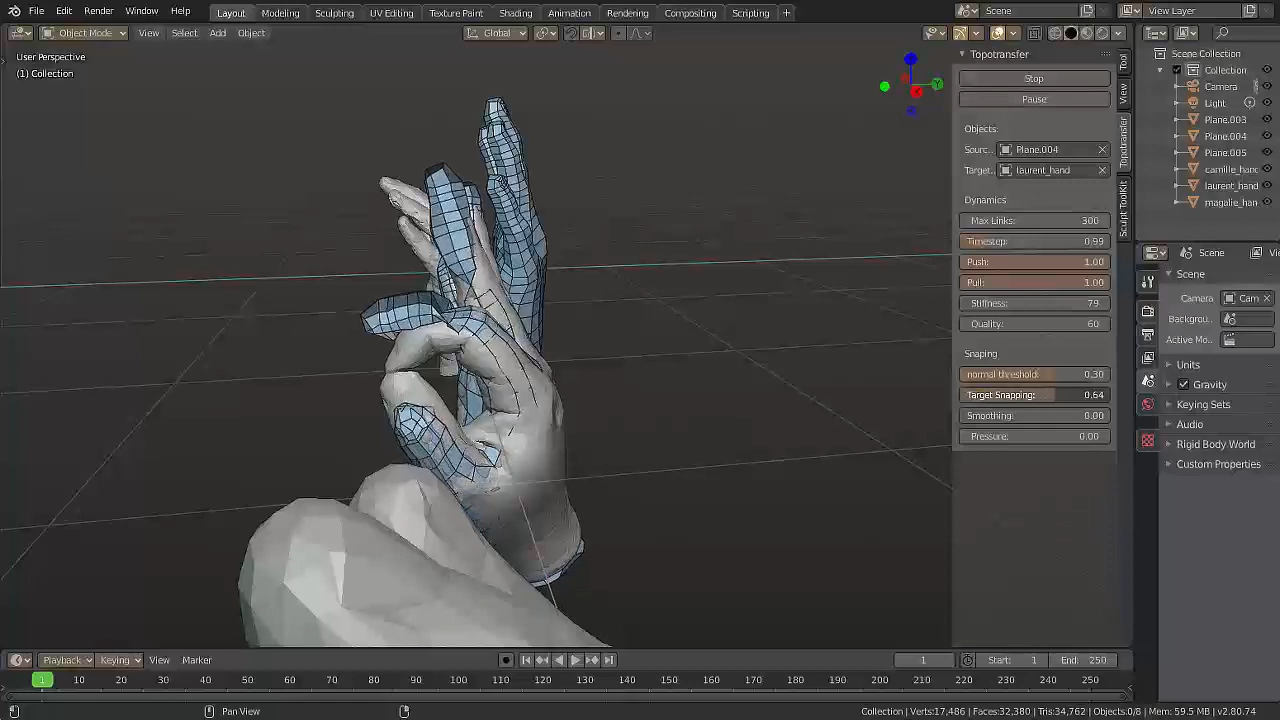 File Edit Render Window Help Layout Modeling Sculpting UV Editing Texture Paint Shading Animation Rendering Compositing Scripting + Scene View Layer
Object Mode View Select Add Object Global
User Perspective
(1) Collection
Topotransfer
Stop
Pause
Objects:
Sourc.. Plane.004
Target. laurent_hand
Dynamics
Max Links: 300
Timestep: 0.99
Push: 1.00
Pull: 1.00
Stiffness: 79
Quality: 60
Snaping
normal threshold: 0.30
Target Snapping: 0.64
Smoothing: 0.00
Pressure: 0.00
Tool
View
Topotransfer
Sculpt ToolKit
Scene Collection
Collection
Camera
Light
Plane.003
Plane.004
Plane.005
camille_hand
laurent_hand
magalie_han
Scene
Scene
Camera Cam
Backgrou..
Active Mo..
Units
Gravity
Keying Sets
Audio
Rigid Body World
Custom Properties
Playback Keying View Marker 1 Start: 1 End: 250
1 10 20 30 40 50 60 70 80 90 100 110 120 130 140 150 160 170 180 190 200 210 220 230 240 250
Pan View
Collection | Verts:17,486 | Faces:32,380 | Tris:34,762 | Objects:0/8 | Mem: 59.5 MB | v2.80.74